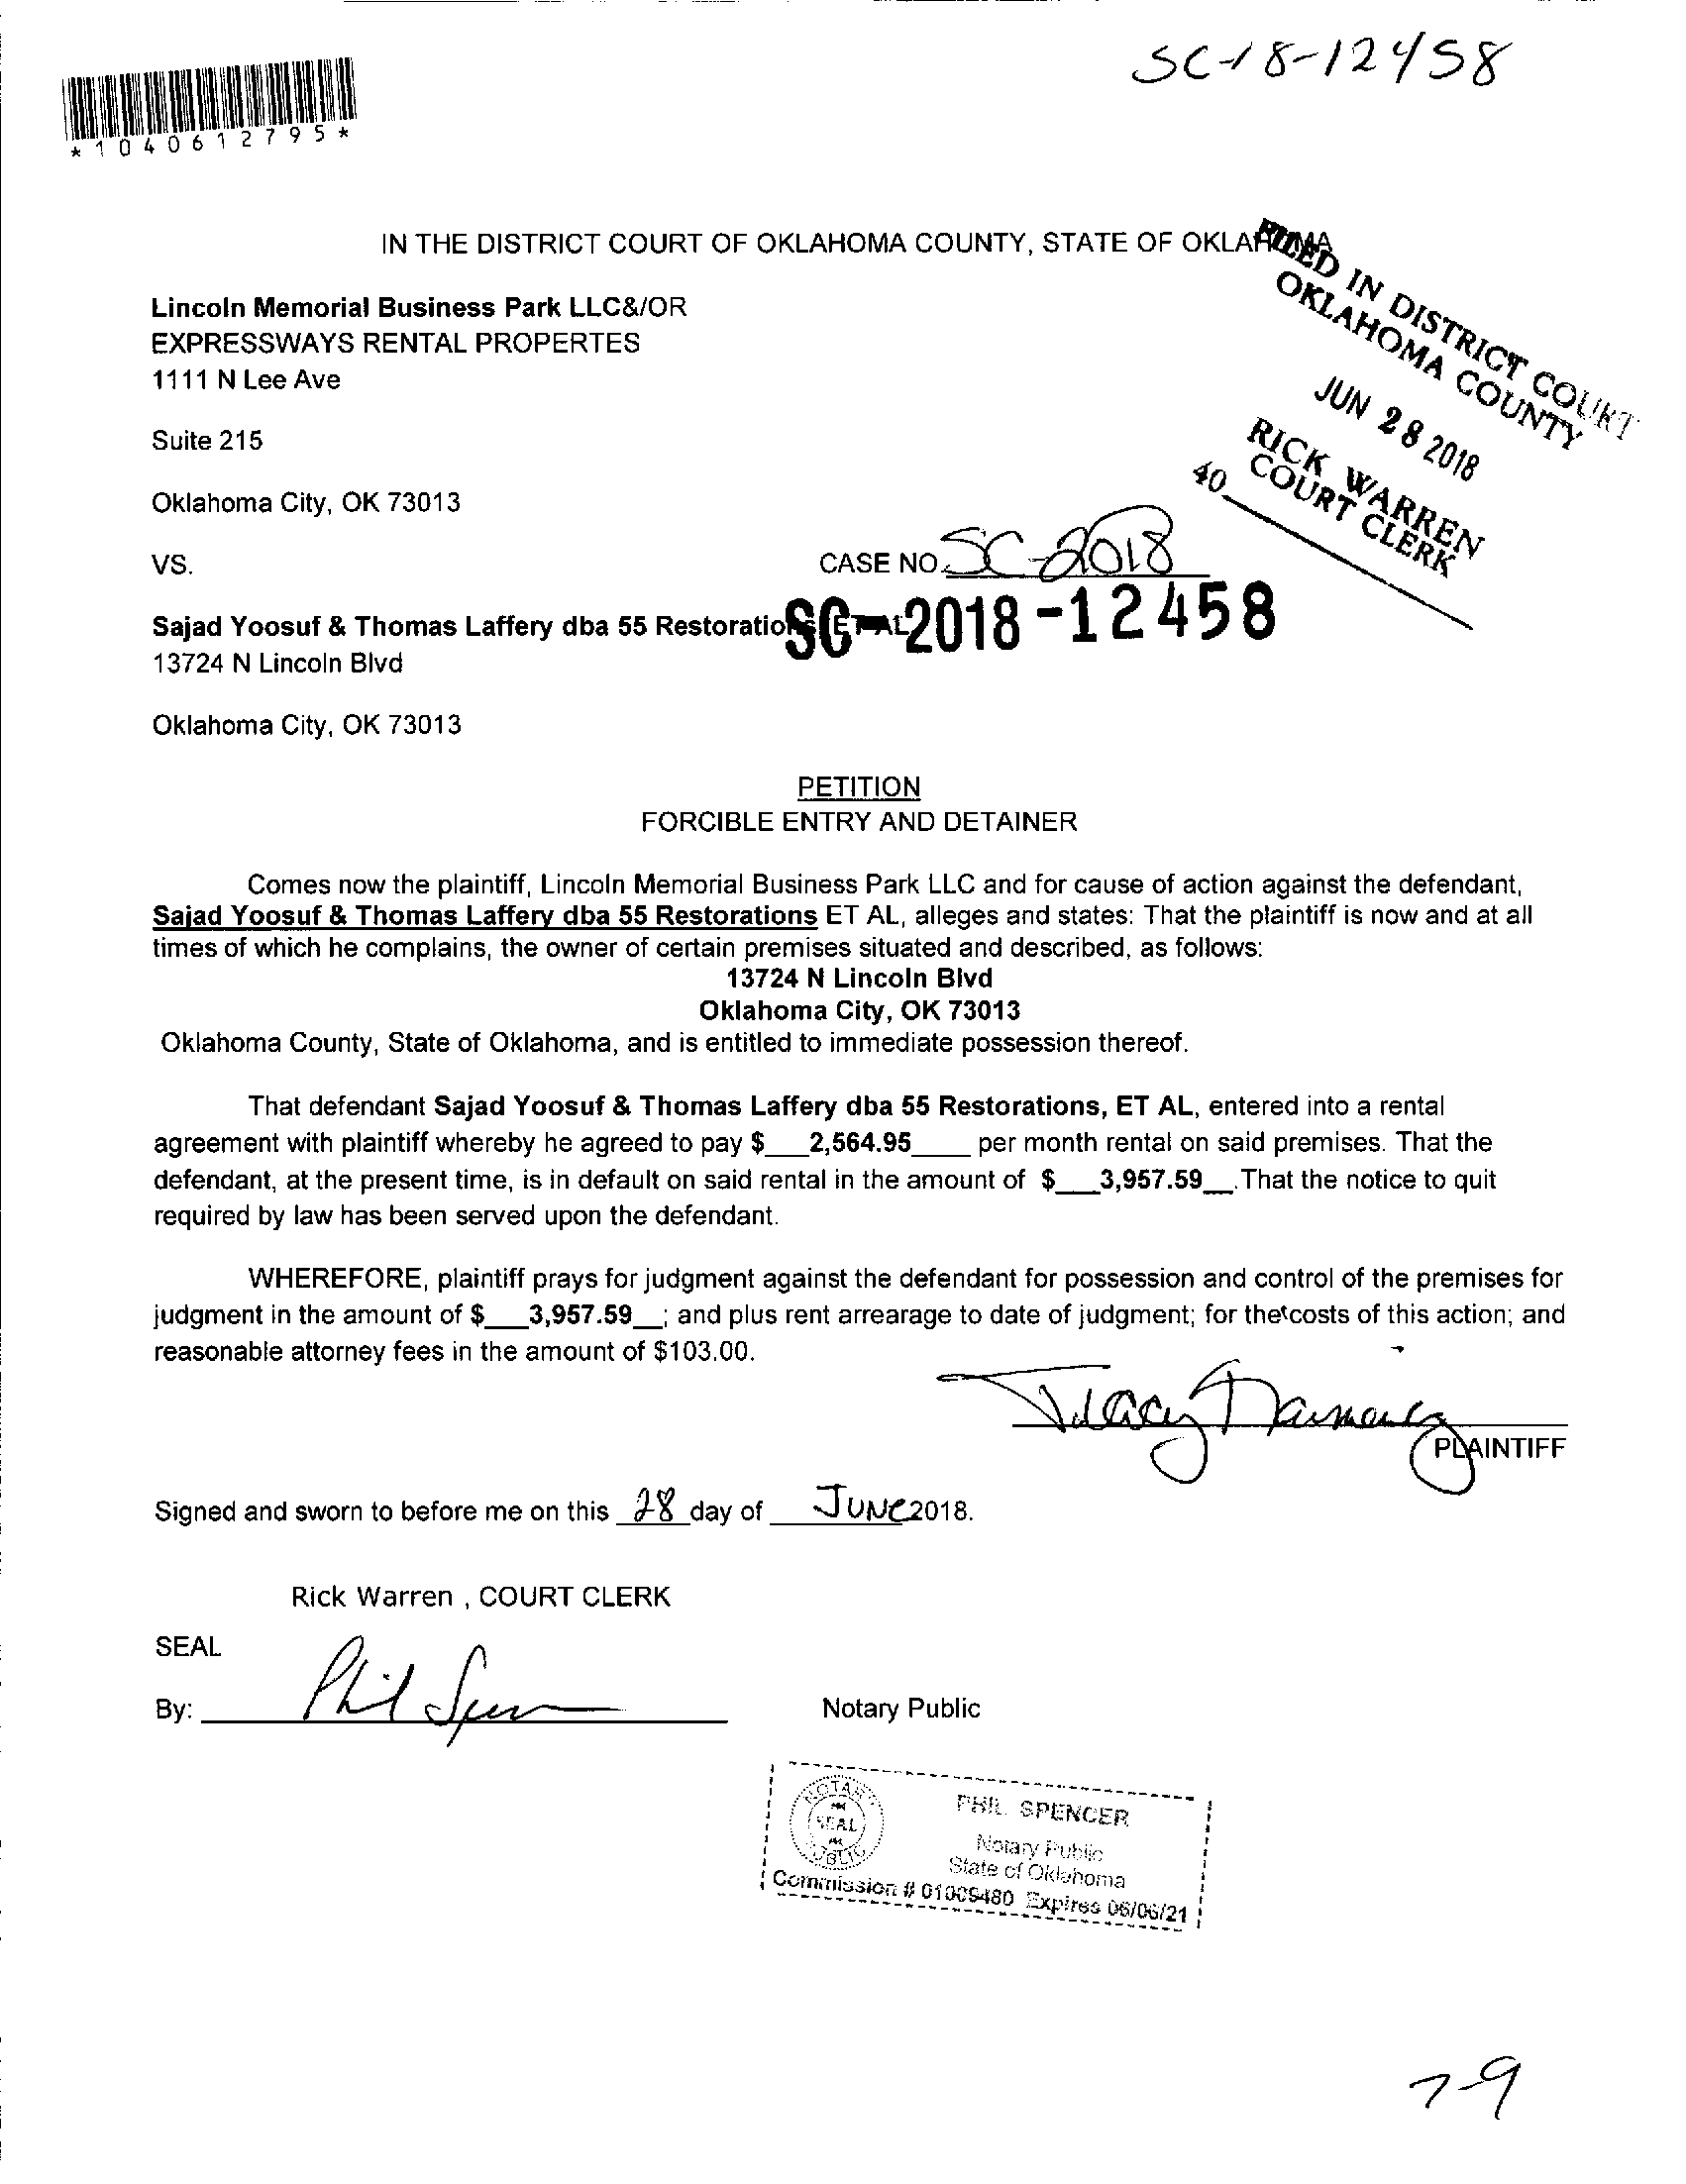 SC-18-12458
*1040612795*
IN THE DISTRICT COURT OF OKLAHOMA COUNTY, STATE OF OKLAHOMA
FILED IN DISTRICT COURT
OKLAHOMA COUNTY
JUN 28 2018
RICK WARREN
COURT CLERK
40
Lincoln Memorial Business Park LLC&/OR
EXPRESSWAYS RENTAL PROPERTES
1111 N Lee Ave
Suite 215
Oklahoma City, OK 73013
VS.
CASE NO. SC-2018
Sajad Yoosuf & Thomas Laffery dba 55 Restorations ET AL
SC-2018-12458
13724 N Lincoln Blvd
Oklahoma City, OK 73013
PETITION
FORCIBLE ENTRY AND DETAINER
Comes now the plaintiff, Lincoln Memorial Business Park LLC and for cause of action against the defendant,
Sajad Yoosuf & Thomas Laffery dba 55 Restorations ET AL, alleges and states: That the plaintiff is now and at all
times of which he complains, the owner of certain premises situated and described, as follows:
13724 N Lincoln Blvd
Oklahoma City, OK 73013
Oklahoma County, State of Oklahoma, and is entitled to immediate possession thereof.
That defendant Sajad Yoosuf & Thomas Laffery dba 55 Restorations, ET AL, entered into a rental
agreement with plaintiff whereby he agreed to pay $___2,564.95____ per month rental on said premises. That the
defendant, at the present time, is in default on said rental in the amount of $___3,957.59__.That the notice to quit
required by law has been served upon the defendant.
WHEREFORE, plaintiff prays for judgment against the defendant for possession and control of the premises for
judgment in the amount of $___3,957.59__; and plus rent arrearage to date of judgment; for the costs of this action; and
reasonable attorney fees in the amount of $103.00.
Tracy
PLAINTIFF
Signed and sworn to before me on this 28 day of JUNE 2018.
Rick Warren , COURT CLERK
SEAL
By: Phil Spen
Notary Public
NOTARY
SEAL
PUBLIC
PHIL SPENCER
Notary Public
State of Oklahoma
Commission # 01009480 Expires 06/06/21
7-9